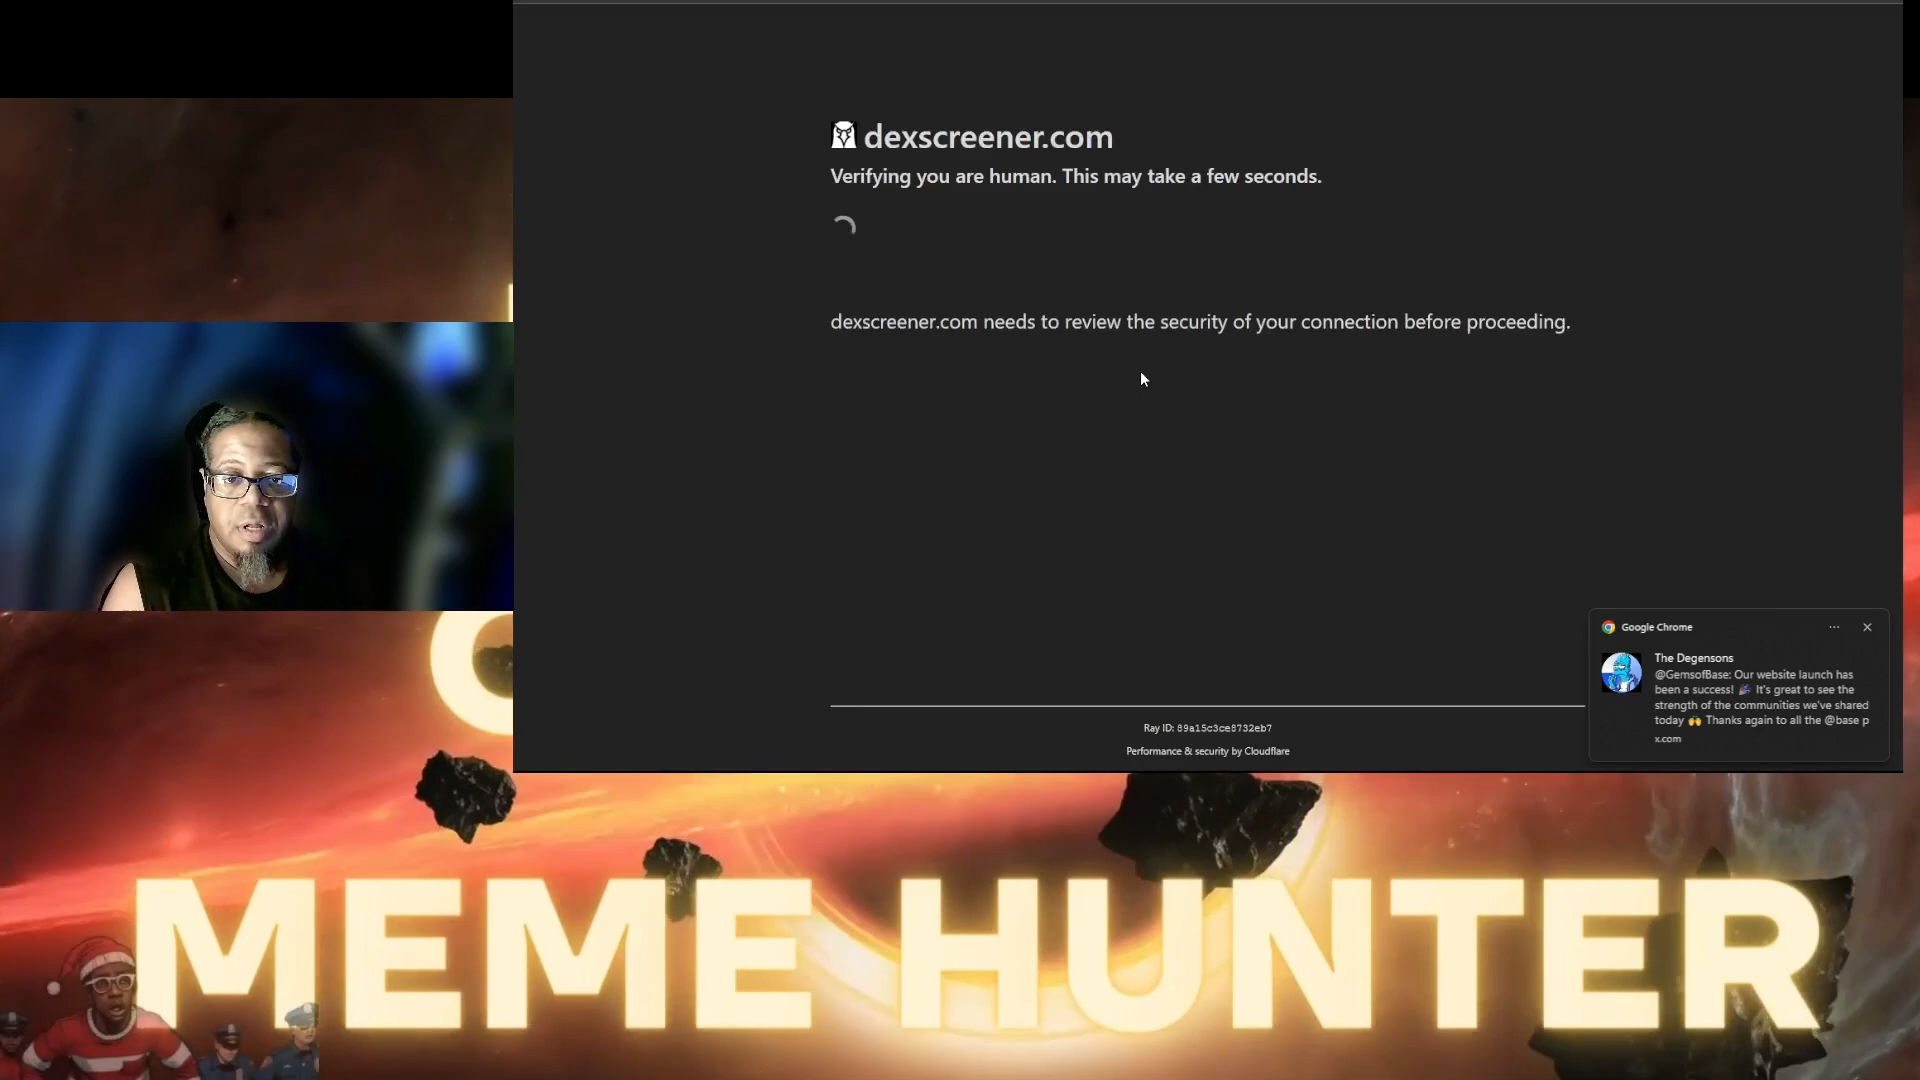 dexscreener.com
Verifying you are human. This may take a few seconds.
dexscreener.com needs to review the security of your connection before proceeding.
Google Chrome
The Degensons
@GemsofBase: Our website launch has
been a success! 🎉 It's great to see the
strength of the communities we've shared
today 🙌 Thanks again to all the @base p
x.com
Ray ID: 89a15c3ce8732eb7
Performance & security by Cloudflare
MEME HUNTER